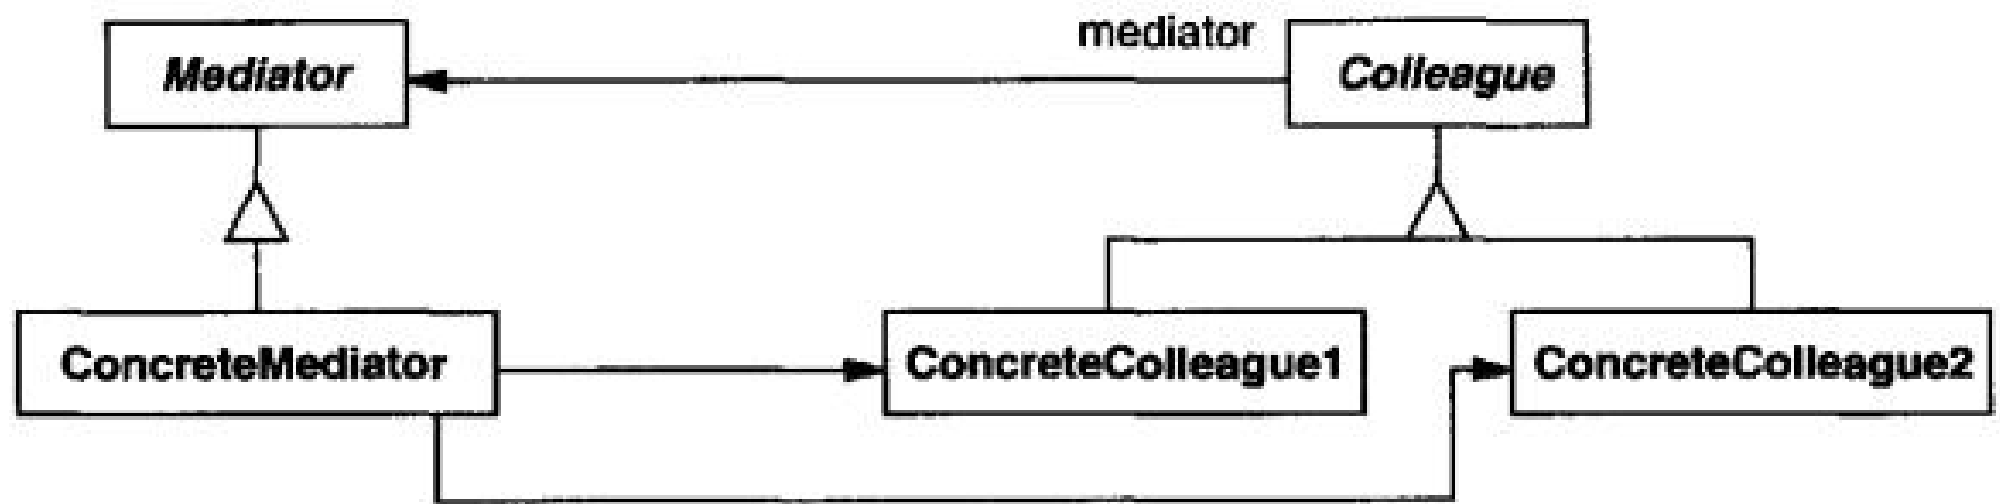 mediator
Mediator
Colleague
ConcreteMediator
ConcreteColleague1
ConcreteColleague2